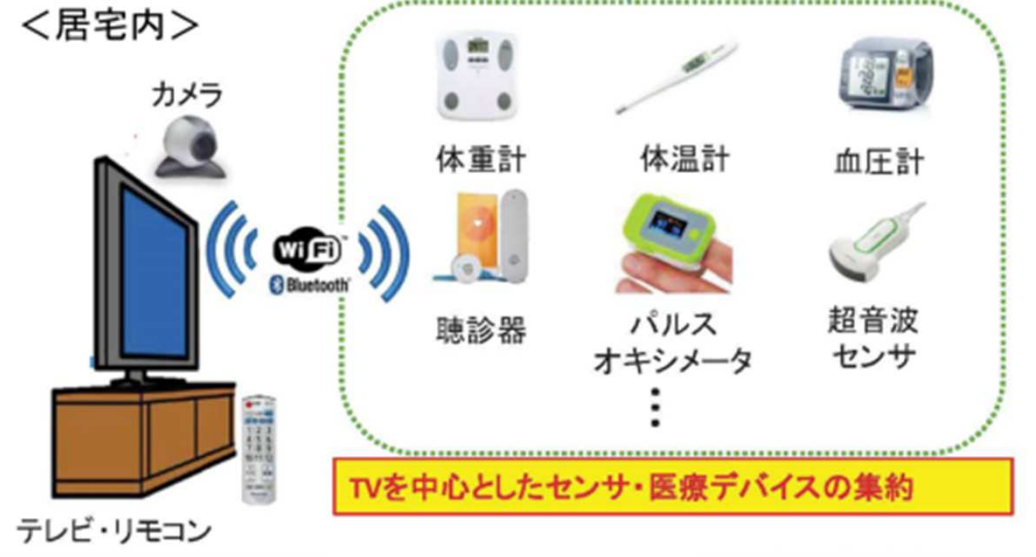 ＜居宅内＞
カメラ
WiFi™
Bluetooth®
体重計
体温計
血圧計
聴診器
パルス
オキシメータ
超音波
センサ
TVを中心としたセンサ・医療デバイスの集約
テレビ・リモコン